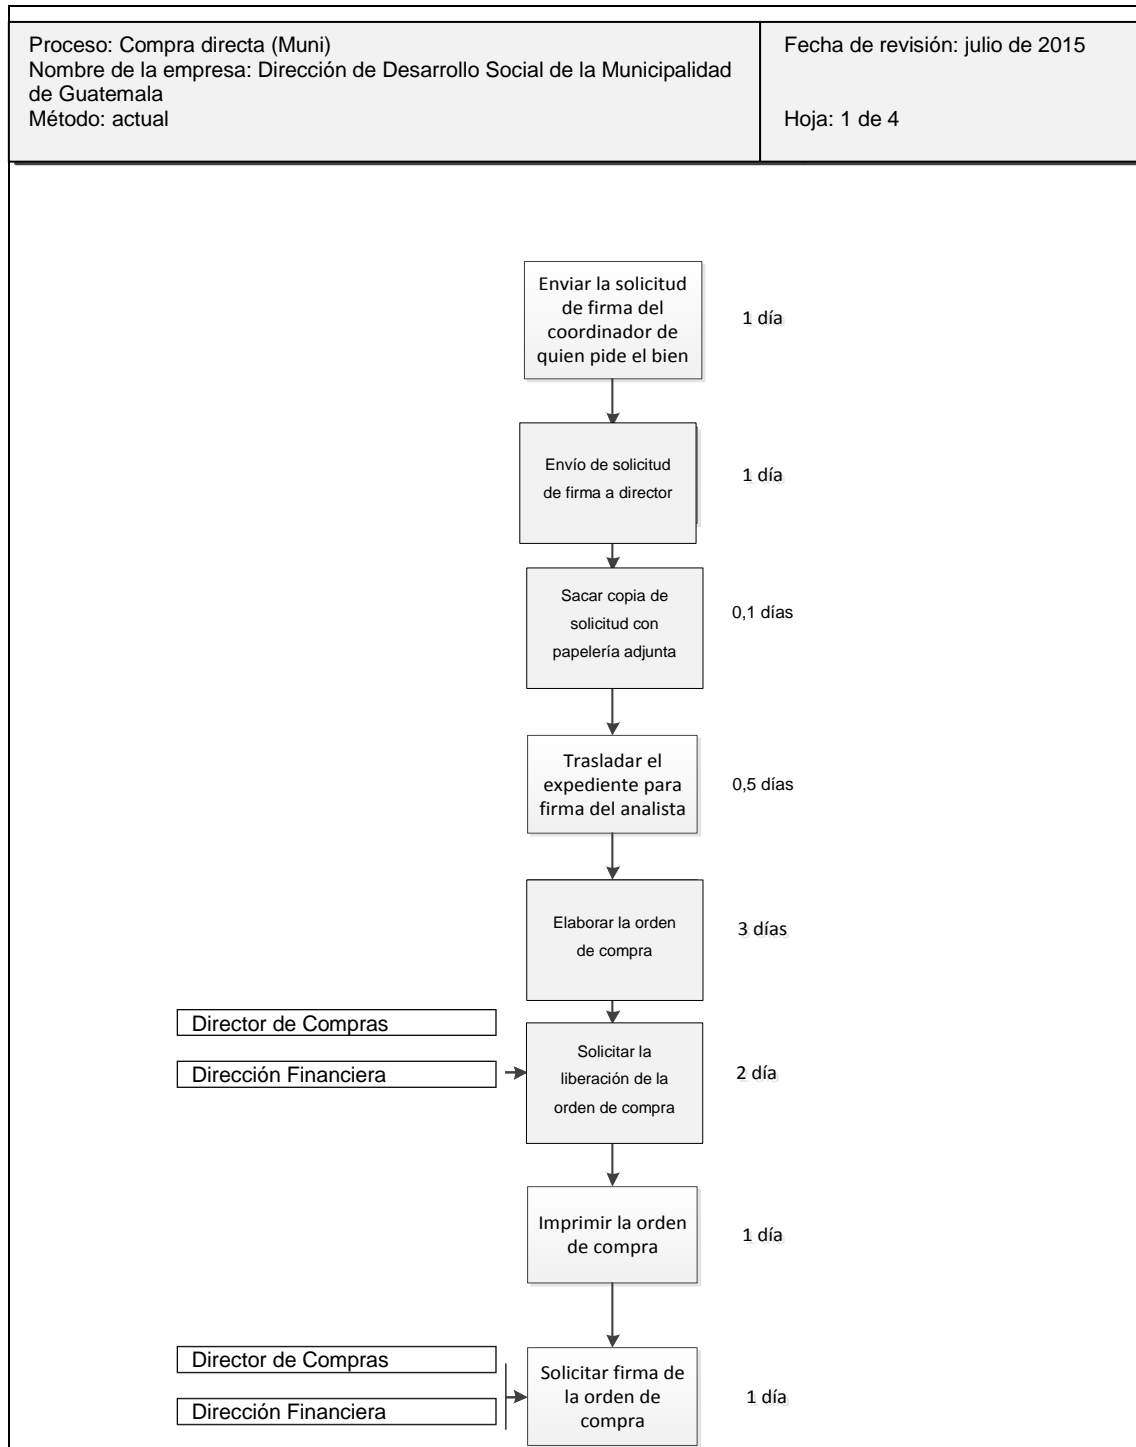 Proceso: Compra directa (Muni)
Nombre de la empresa: Dirección de Desarrollo Social de la Municipalidad
de Guatemala
Método: actual
Fecha de revisión: julio de 2015
Hoja: 1 de 4
Enviar la solicitud
de firma del
coordinador de
quien pide el bien
1 día
Envío de solicitud
de firma a director
1 día
Sacar copia de
solicitud con
papelería adjunta
0,1 días
Trasladar el
expediente para
firma del analista
0,5 días
Elaborar la orden
de compra
3 días
Director de Compras
Dirección Financiera
Solicitar la
liberación de la
orden de compra
2 día
Imprimir la orden
de compra
1 día
Director de Compras
Dirección Financiera
Solicitar firma de
la orden de
compra
1 día